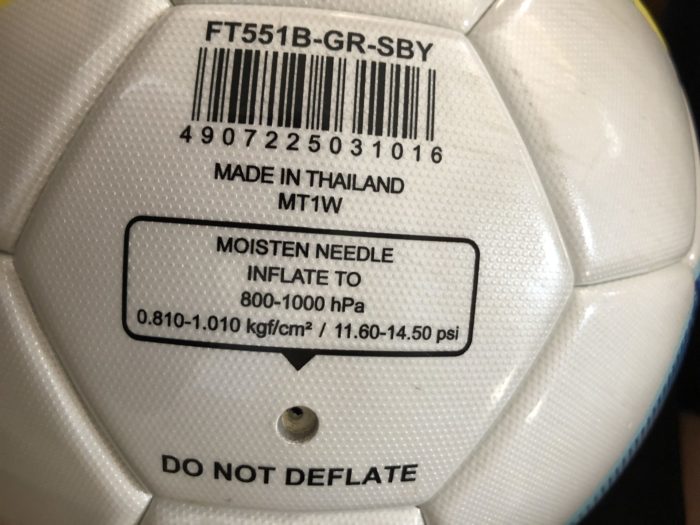 FT551B-GR-SBY
4907225031016
MADE IN THAILAND
MT1W
MOISTEN NEEDLE
INFLATE TO
800-1000 hPa
0.810-1.010 kgf/cm² / 11.60-14.50 psi
DO NOT DEFLATE